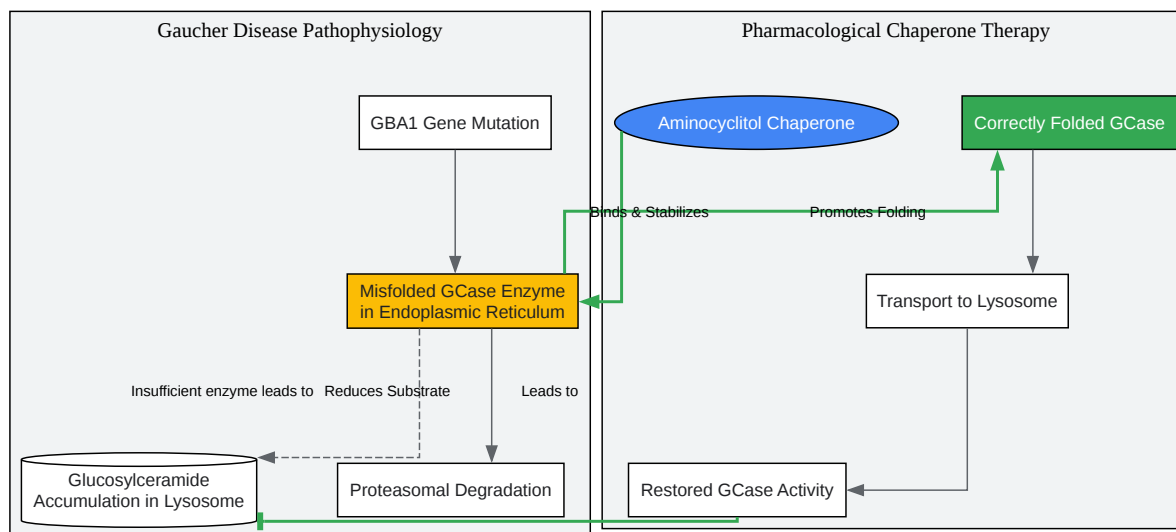 Gaucher Disease Pathophysiology
Pharmacological Chaperone Therapy
GBA1 Gene Mutation
Aminocyclitol Chaperone
Correctly Folded GCase
Binds & Stabilizes
Promotes Folding
Misfolded GCase Enzyme
in Endoplasmic Reticulum
Transport to Lysosome
Insufficient enzyme leads to
Reduces Substrate
Leads to
Glucosylceramide
Accumulation in Lysosome
Proteasomal Degradation
Restored GCase Activity